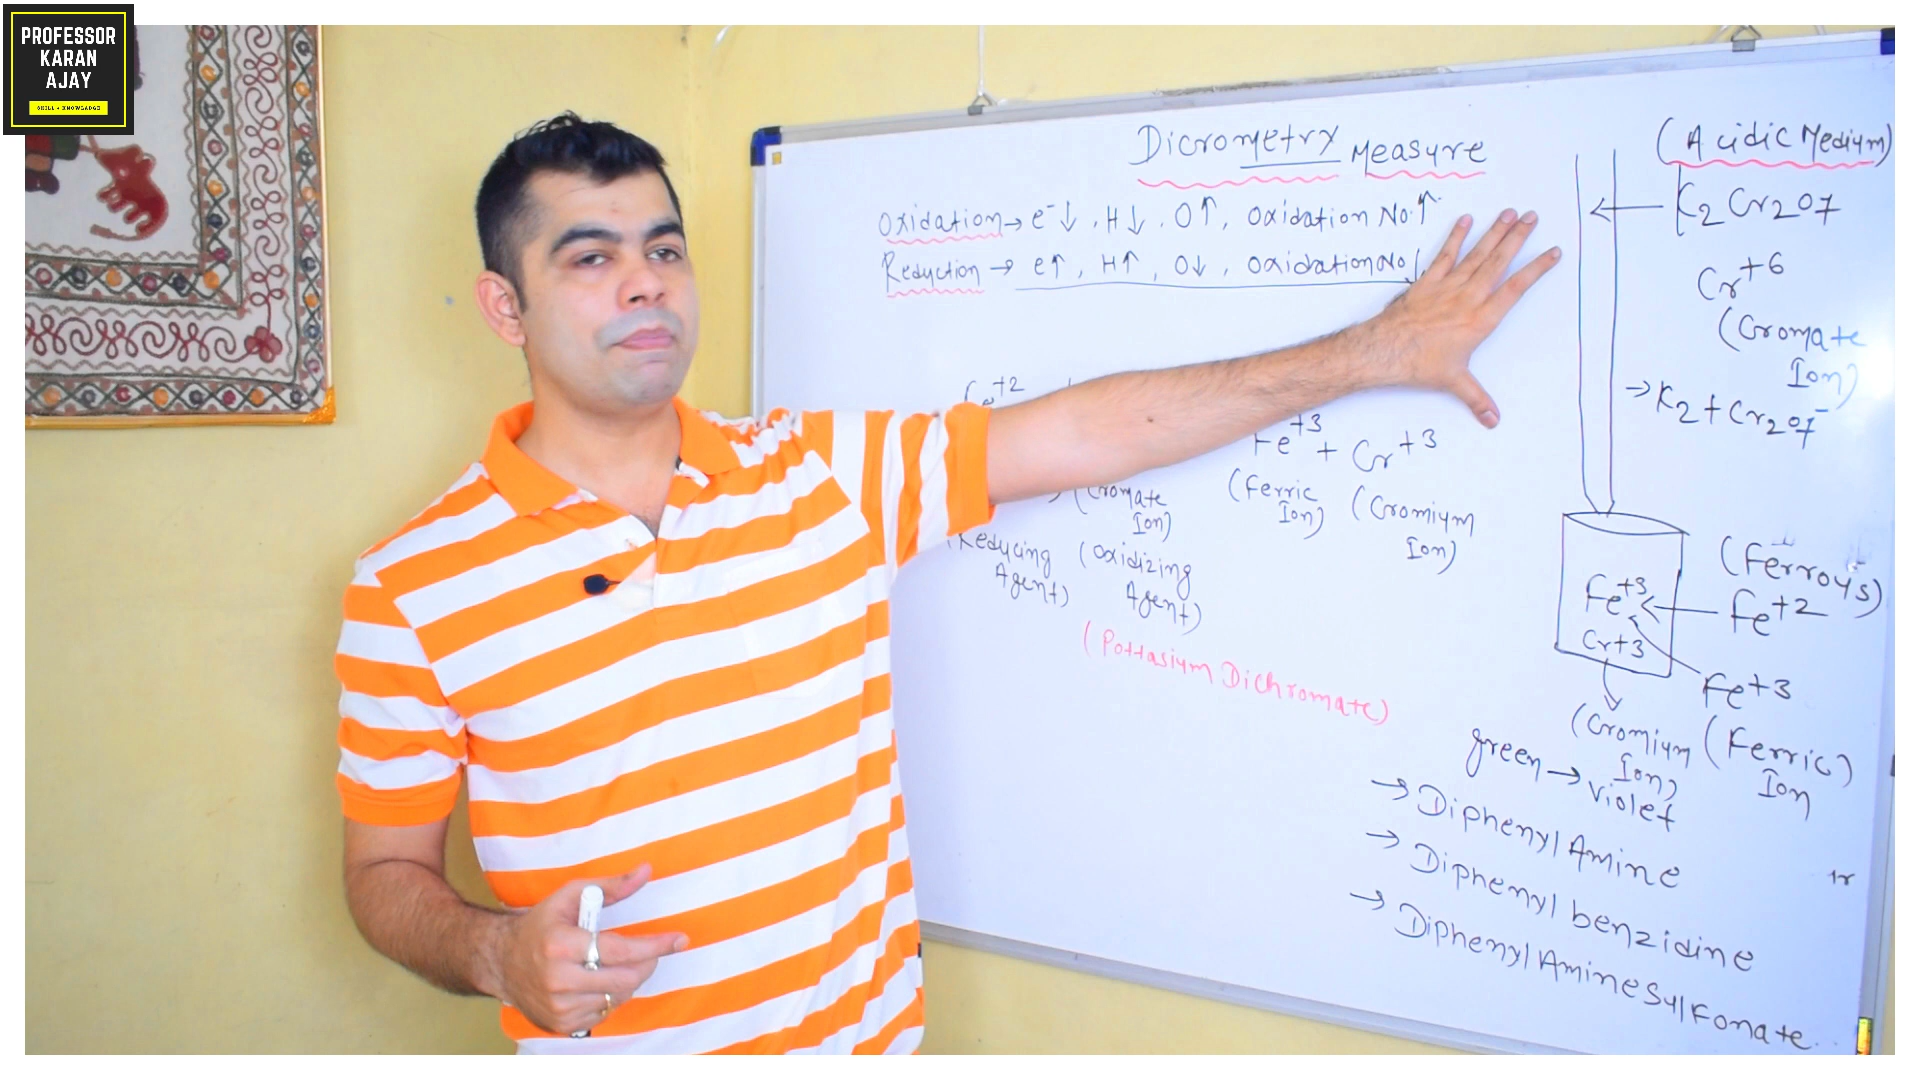 PROFESSOR
KARAN
AJAY
SKILL + KNOWLADGE
Dicrometry Measure
Oxidation → e⁻↓ , H↓ , O↑ , Oxidation No.↑
Reduction → e↑ , H↑ , O↓ , Oxidation No ↓
+2
Fe+3 + Cr+3
(Cromate Ion)
(Ferric Ion)
(Cromium Ion)
(Reducing Agent)
(Oxidizing Agent)
(Pottasium Dichromate)
(Acidic Medium)
← K2Cr2O7
Cr+6
(Cromate Ion)
→ K2 + Cr2O7⁻
(Ferroys)
Fe+3 ← Fe+2
Cr+3
Fe+3
(Cromium Ion)
(Ferric) Ion
green → violet
→ Diphenyl Amine
→ Diphenyl benzidine
→ Diphenyl Amine Sulfonate